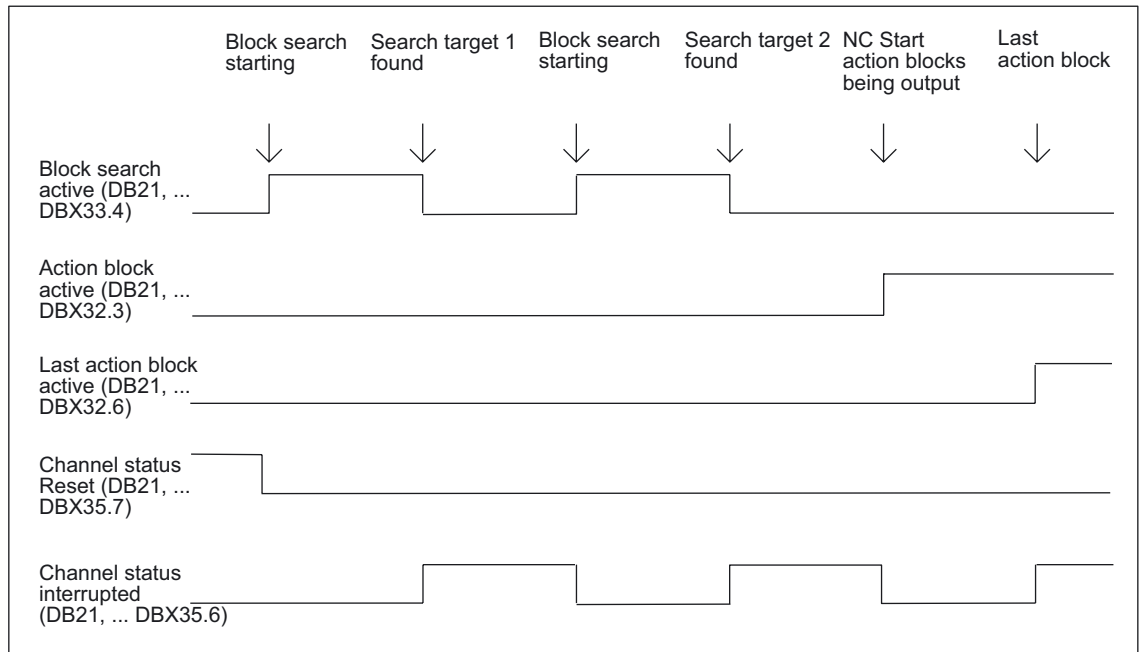 Block search
starting
Search target 1
found
Block search
starting
Search target 2
found
NC Start
action blocks
being output
Last
action block
Block search
active (DB21, ...
DBX33.4)
Action block
active (DB21, ...
DBX32.3)
Last action block
active (DB21, ...
DBX32.6)
Channel status
Reset (DB21, ...
DBX35.7)
Channel status
interrupted
(DB21, ... DBX35.6)